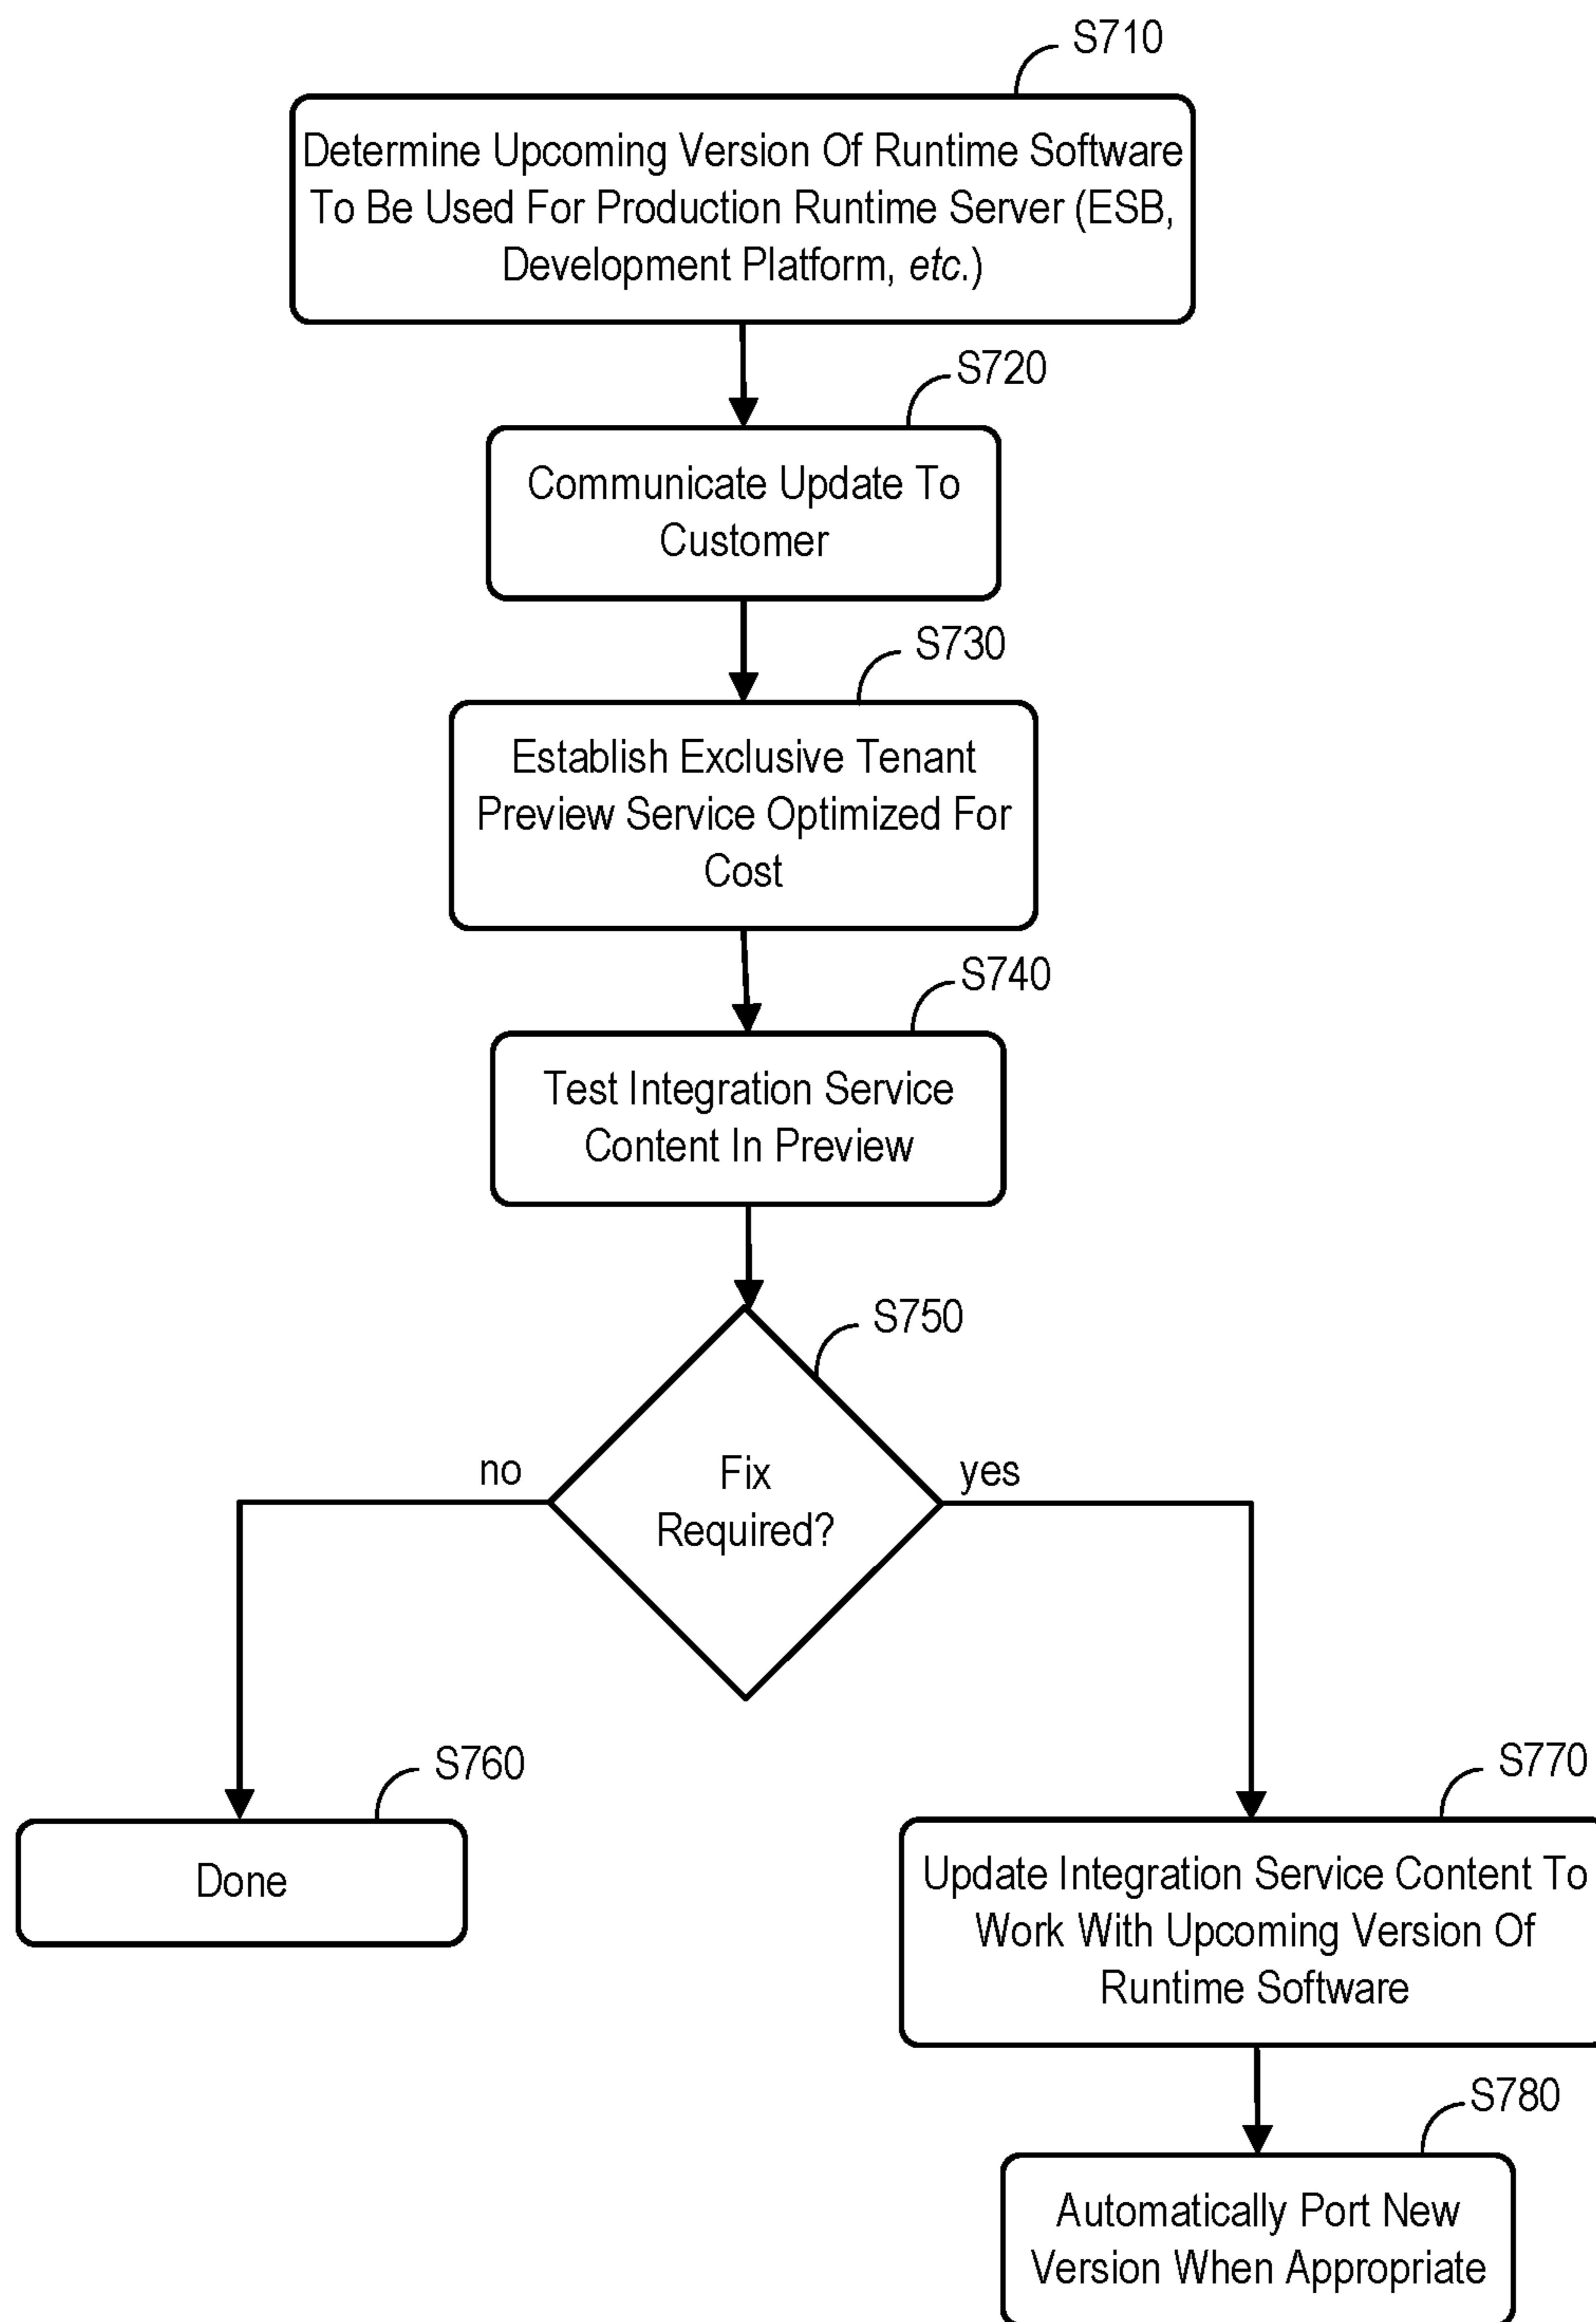 S710
Determine Upcoming Version Of Runtime Software
To Be Used For Production Runtime Server (ESB,
Development Platform, etc.)
S720
Communicate Update To
Customer
S730
Establish Exclusive Tenant
Preview Service Optimized For
Cost
S740
Test Integration Service
Content In Preview
S750
Fix
Required?
no
yes
S760
Done
S770
Update Integration Service Content To
Work With Upcoming Version Of
Runtime Software
S780
Automatically Port New
Version When Appropriate